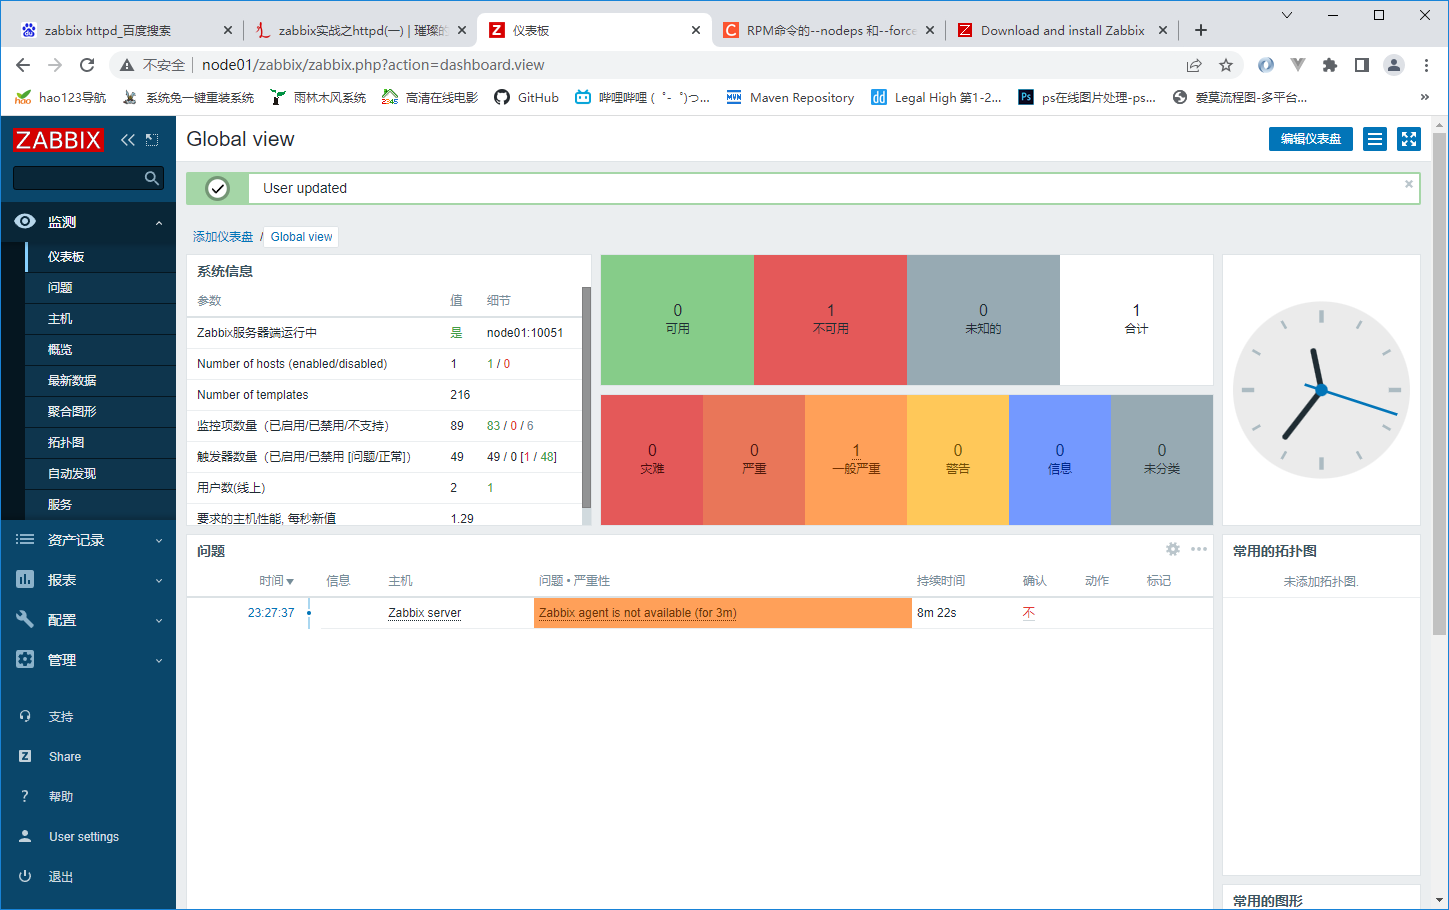 zabbix httpd_百度搜索
zabbix实战之httpd(一) | 璀璨的
仪表板
RPM命令的--nodeps 和--force
Download and install Zabbix
不安全
node01/zabbix/zabbix.php?action=dashboard.view
hao123导航
系统兔一键重装系统
雨林木风系统
高清在线电影
GitHub
哔哩哔哩 ( ゜- ゜)つ...
Maven Repository
Legal High 第1-2...
ps在线图片处理-ps...
爱莫流程图-多平台...
»
ZABBIX
Global view
编辑仪表盘
User updated
监测
仪表板
问题
主机
概览
最新数据
聚合图形
拓扑图
自动发现
服务
资产记录
报表
配置
管理
支持
Share
帮助
User settings
退出
添加仪表盘 / Global view
系统信息
参数 值 细节
Zabbix服务器端运行中 是 node01:10051
Number of hosts (enabled/disabled) 1 1 / 0
Number of templates 216
监控项数量（已启用/已禁用/不支持） 89 83 / 0 / 6
触发器数量（已启用/已禁用 [问题/正常]） 49 49 / 0 [1 / 48]
用户数(线上) 2 1
要求的主机性能, 每秒新值 1.29
0
可用
1
不可用
0
未知的
1
合计
0
灾难
0
严重
1
一般严重
0
警告
0
信息
0
未分类
问题
时间 信息 主机 问题 • 严重性 持续时间 确认 动作 标记
23:27:37 Zabbix server Zabbix agent is not available (for 3m) 8m 22s 不
常用的拓扑图
未添加拓扑图.
常用的图形